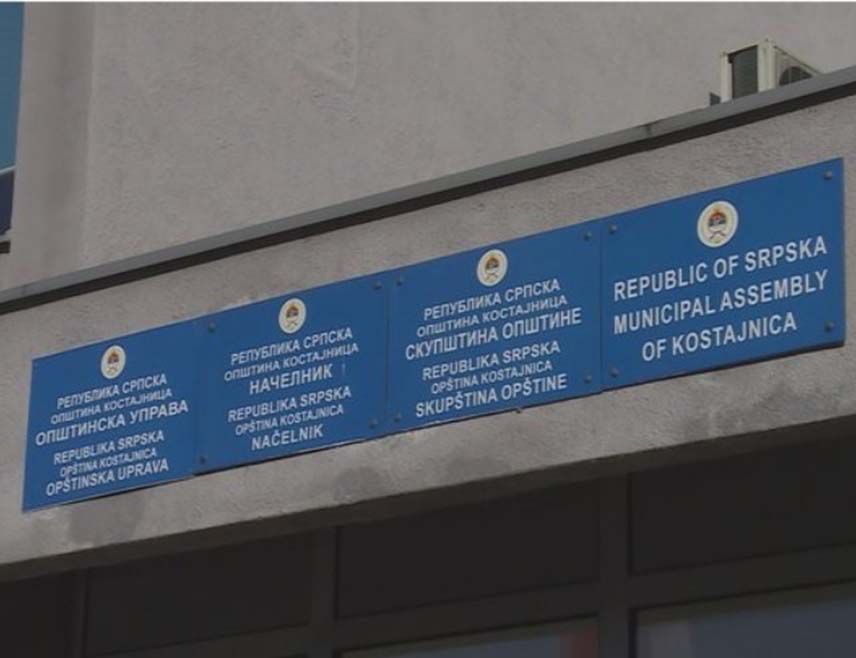 РЕПУБЛИКА СРПСКА
ОПШТИНА КОСТАЈНИЦА
ОПШТИНСКА УПРАВА
REPUBLIKA SRPSKA
OPŠTINA KOSTAJNICA
OPŠTINSKA UPRAVA
РЕПУБЛИКА СРПСКА
ОПШТИНА КОСТАЈНИЦА
НАЧЕЛНИК
REPUBLIKA SRPSKA
OPŠTINA KOSTAJNICA
NAČELNIK
РЕПУБЛИКА СРПСКА
ОПШТИНА КОСТАЈНИЦА
СКУПШТИНА ОПШТИНЕ
REPUBLIKA SRPSKA
OPŠTINA KOSTAJNICA
SKUPŠTINA OPŠTINE
REPUBLIC OF SRPSKA
MUNICIPAL ASSEMBLY
OF KOSTAJNICA